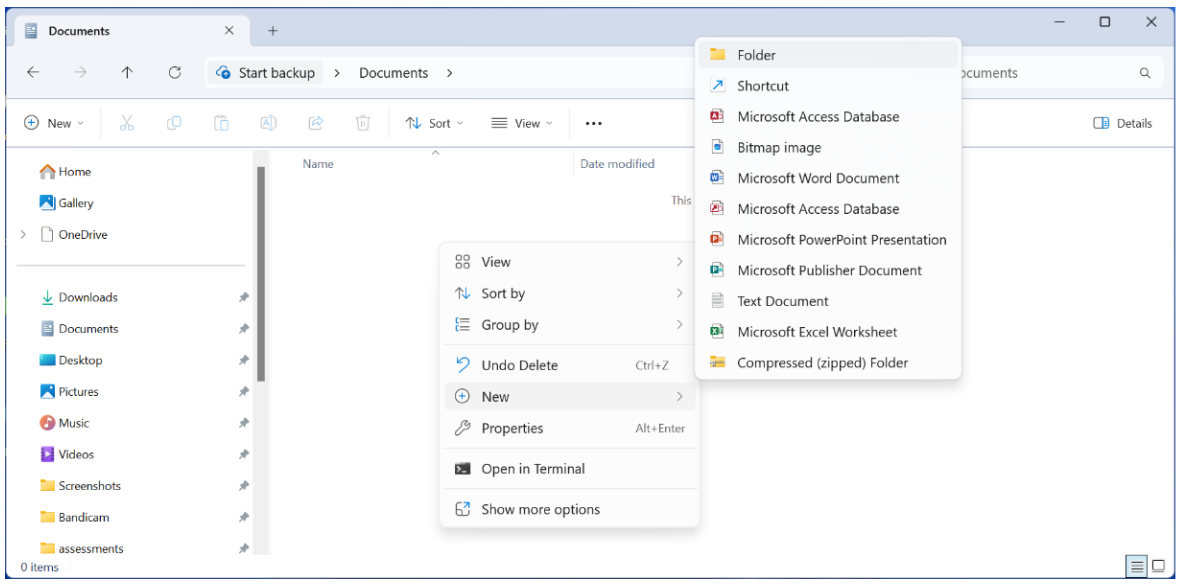 Documents
Start backup > Documents >
ocuments
New
Sort
View
Details
Home
Gallery
OneDrive
Downloads
Documents
Desktop
Pictures
Music
Videos
Screenshots
Bandicam
assessments
Name
Date modified
This
View
Sort by
Group by
Undo Delete Ctrl+Z
New
Properties Alt+Enter
Open in Terminal
Show more options
Folder
Shortcut
Microsoft Access Database
Bitmap image
Microsoft Word Document
Microsoft Access Database
Microsoft PowerPoint Presentation
Microsoft Publisher Document
Text Document
Microsoft Excel Worksheet
Compressed (zipped) Folder
0 items